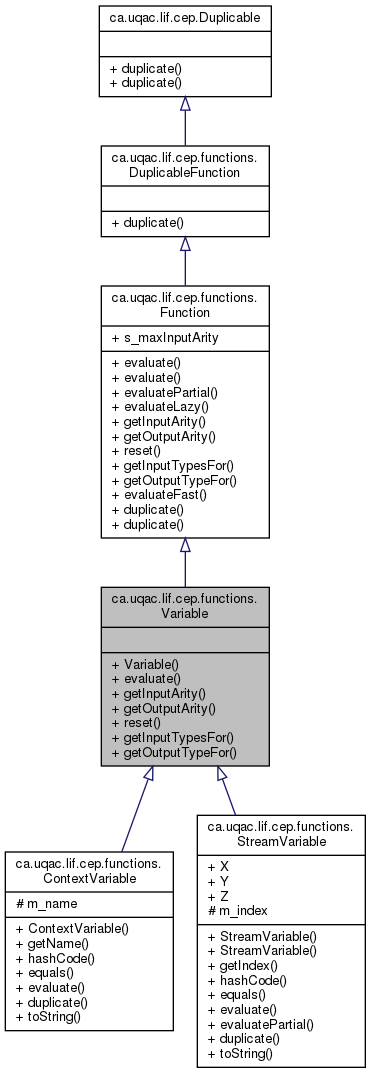 ca.uqac.lif.cep.Duplicable
+ duplicate()
+ duplicate()
ca.uqac.lif.cep.functions.
DuplicableFunction
+ duplicate()
ca.uqac.lif.cep.functions.
Function
+ s_maxInputArity
+ evaluate()
+ evaluate()
+ evaluatePartial()
+ evaluateLazy()
+ getInputArity()
+ getOutputArity()
+ reset()
+ getInputTypesFor()
+ getOutputTypeFor()
+ evaluateFast()
+ duplicate()
+ duplicate()
ca.uqac.lif.cep.functions.
Variable
+ Variable()
+ evaluate()
+ getInputArity()
+ getOutputArity()
+ reset()
+ getInputTypesFor()
+ getOutputTypeFor()
ca.uqac.lif.cep.functions.
ContextVariable
# m_name
+ ContextVariable()
+ getName()
+ hashCode()
+ equals()
+ evaluate()
+ duplicate()
+ toString()
ca.uqac.lif.cep.functions.
StreamVariable
+ X
+ Y
+ Z
# m_index
+ StreamVariable()
+ StreamVariable()
+ getIndex()
+ hashCode()
+ equals()
+ evaluate()
+ evaluatePartial()
+ duplicate()
+ toString()